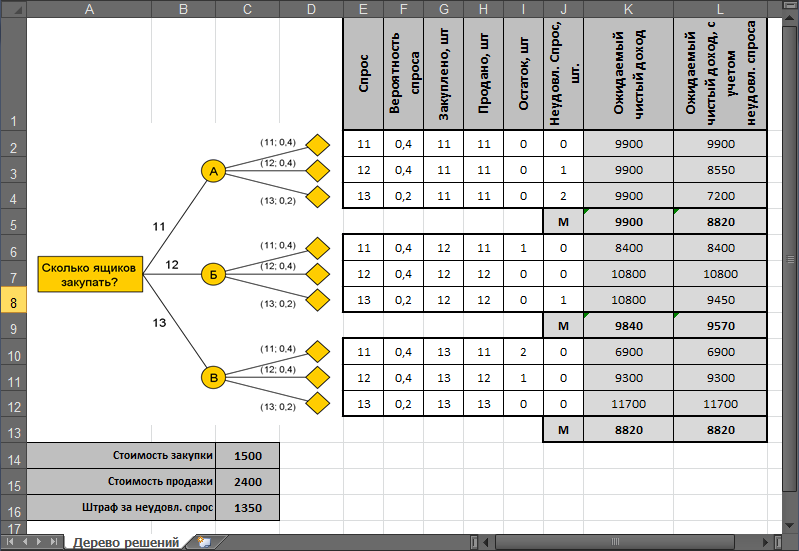 A B C D E F G H I J K L
1 Спрос Вероятность спроса Закуплено, шт Продано, шт Остаток, шт Неудовл. Спрос, шт. Ожидаемый чистый доход Ожидаемый чистый доход, с учетом неудовл. спроса
2 (11; 0,4) 11 0,4 11 11 0 0 9900 9900
3 А (12; 0,4) 12 0,4 11 11 0 1 9900 8550
4 (13; 0,2) 13 0,2 11 11 0 2 9900 7200
5 11 М 9900 8820
6 (11; 0,4) 11 0,4 12 11 1 0 8400 8400
7 Сколько ящиков закупать? 12 Б (12; 0,4) 12 0,4 12 12 0 0 10800 10800
8 (13; 0,2) 13 0,2 12 12 0 1 10800 9450
9 13 М 9840 9570
10 (11; 0,4) 11 0,4 13 11 2 0 6900 6900
11 В (12; 0,4) 12 0,4 13 12 1 0 9300 9300
12 (13; 0,2) 13 0,2 13 13 0 0 11700 11700
13 М 8820 8820
14 Стоимость закупки 1500
15 Стоимость продажи 2400
16 Штраф за неудовл. спрос 1350
17
Дерево решений